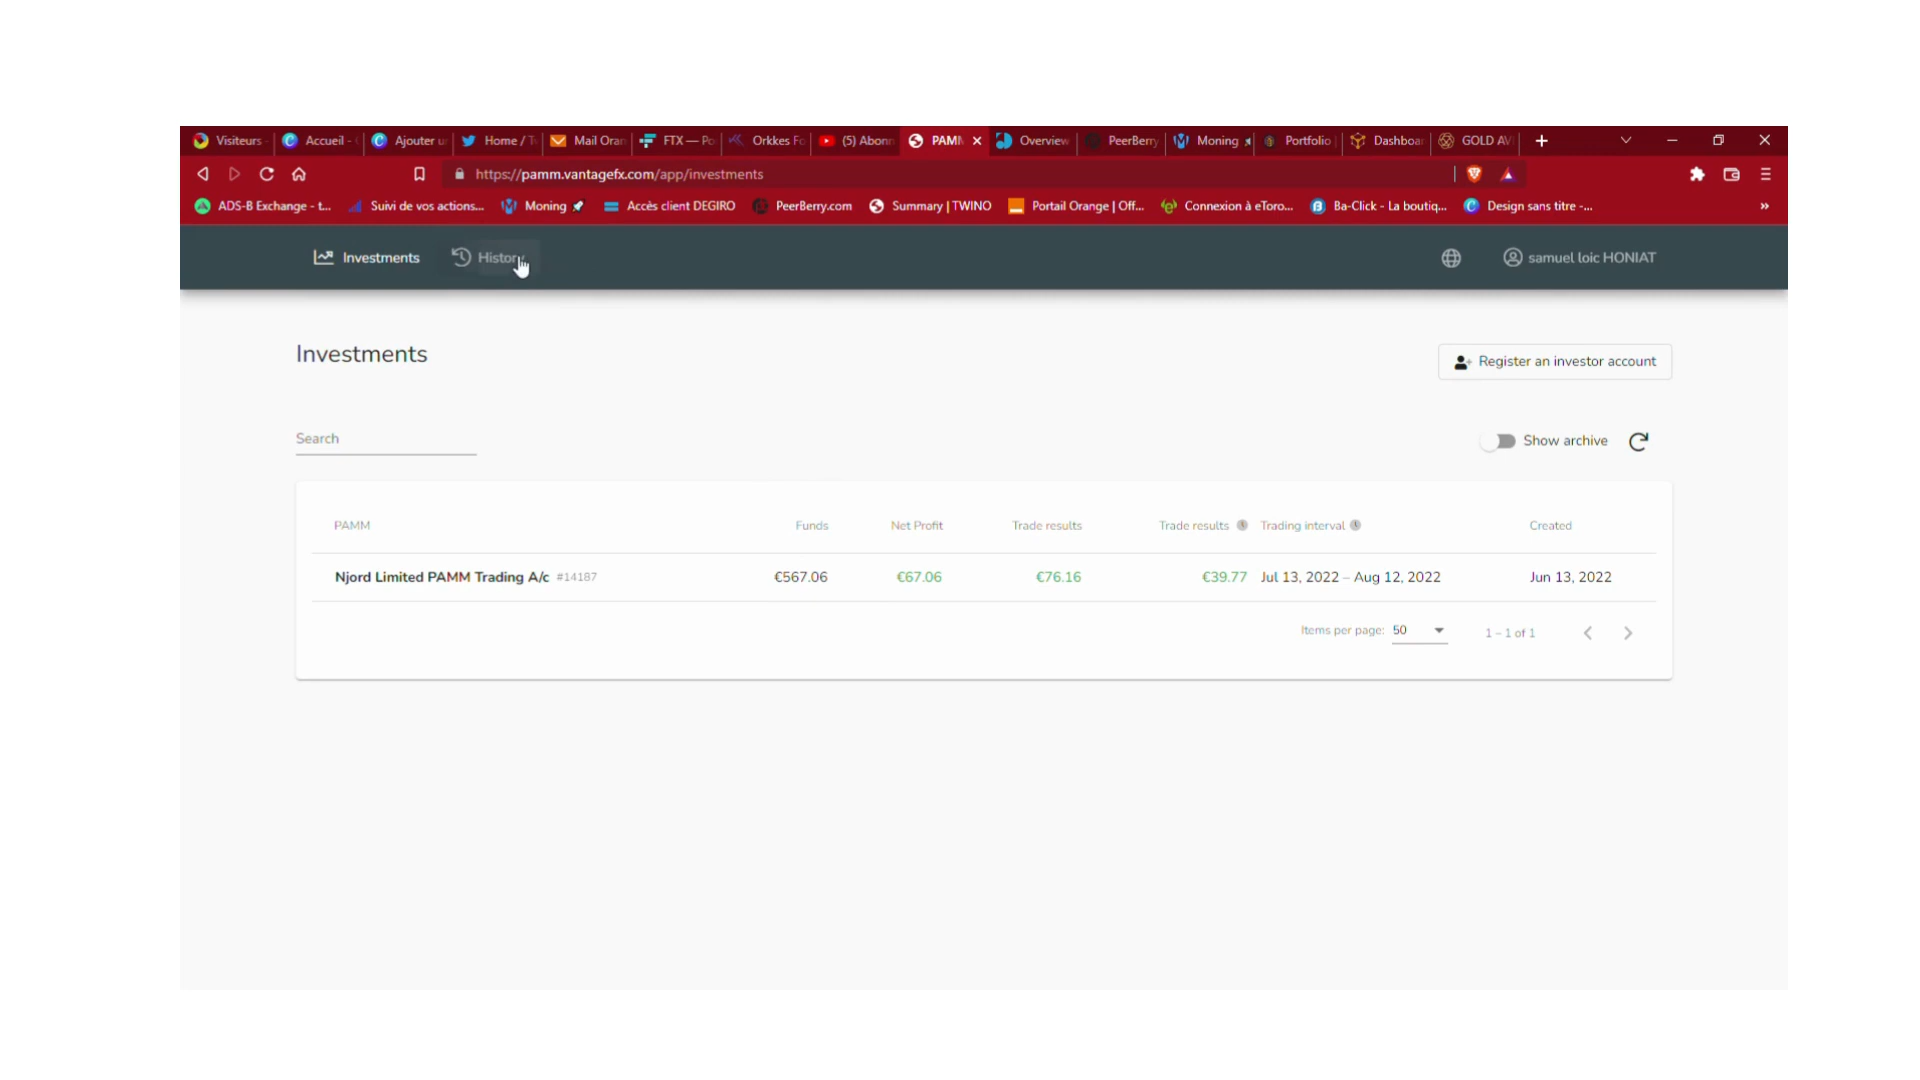 Visiteurs - Accueil - Ajouter u Home / T Mail Oran FTX — Po Orkkes Fo (5) Abonn PAMM Overview PeerBerry Moning Portfolio Dashboar GOLD AV
https://pamm.vantagefx.com/app/investments
ADS-B Exchange - t... Suivi de vos actions... Moning Accès client DEGIRO PeerBerry.com Summary | TWINO Portail Orange | Off... Connexion à eToro... Ba-Click - La boutiq... Design sans titre -... »
Investments History samuel loic HONIAT
Investments
Register an investor account
Search
Show archive
PAMM Funds Net Profit Trade results Trade results Trading interval Created
Njord Limited PAMM Trading A/c #14187 €567.06 €67.06 €76.16 €39.77 Jul 13, 2022 – Aug 12, 2022 Jun 13, 2022
Items per page: 50 1 – 1 of 1